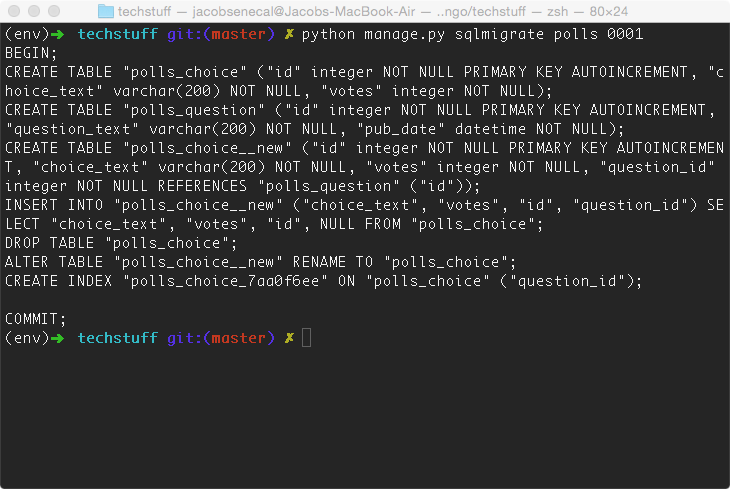 techstuff — jacobsenecal@Jacobs-MacBook-Air — ..ngo/techstuff — zsh — 80×24
(env)➜  techstuff git:(master) ✗ python manage.py sqlmigrate polls 0001
BEGIN;
CREATE TABLE "polls_choice" ("id" integer NOT NULL PRIMARY KEY AUTOINCREMENT, "c
hoice_text" varchar(200) NOT NULL, "votes" integer NOT NULL);
CREATE TABLE "polls_question" ("id" integer NOT NULL PRIMARY KEY AUTOINCREMENT,
"question_text" varchar(200) NOT NULL, "pub_date" datetime NOT NULL);
CREATE TABLE "polls_choice__new" ("id" integer NOT NULL PRIMARY KEY AUTOINCREMEN
T, "choice_text" varchar(200) NOT NULL, "votes" integer NOT NULL, "question_id"
integer NOT NULL REFERENCES "polls_question" ("id"));
INSERT INTO "polls_choice__new" ("choice_text", "votes", "id", "question_id") SE
LECT "choice_text", "votes", "id", NULL FROM "polls_choice";
DROP TABLE "polls_choice";
ALTER TABLE "polls_choice__new" RENAME TO "polls_choice";
CREATE INDEX "polls_choice_7aa0f6ee" ON "polls_choice" ("question_id");
COMMIT;
(env)➜  techstuff git:(master) ✗